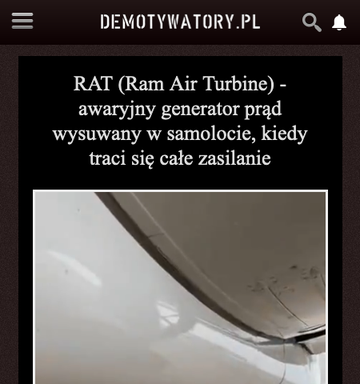 DEMOTYWATORY.PL
RAT (Ram Air Turbine) -
awaryjny generator prąd
wysuwany w samolocie, kiedy
traci się całe zasilanie